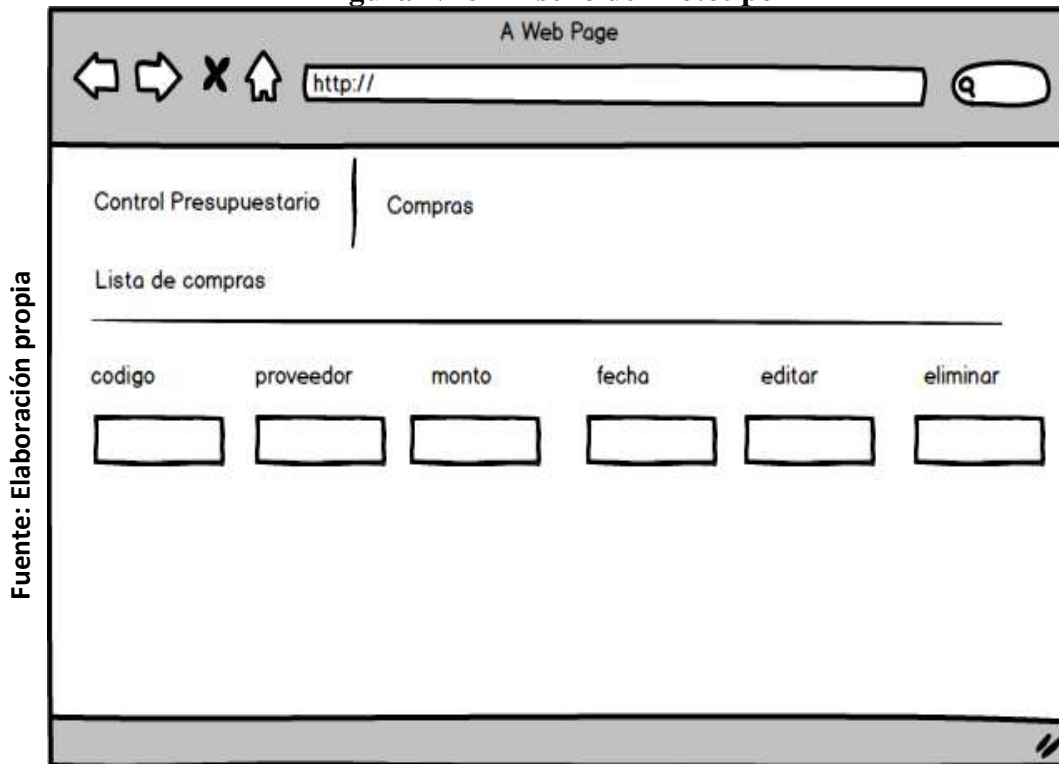 A Web Page
http://
Control Presupuestario
Compras
Lista de compras
codigo proveedor monto fecha editar eliminar
Fuente: Elaboración propia